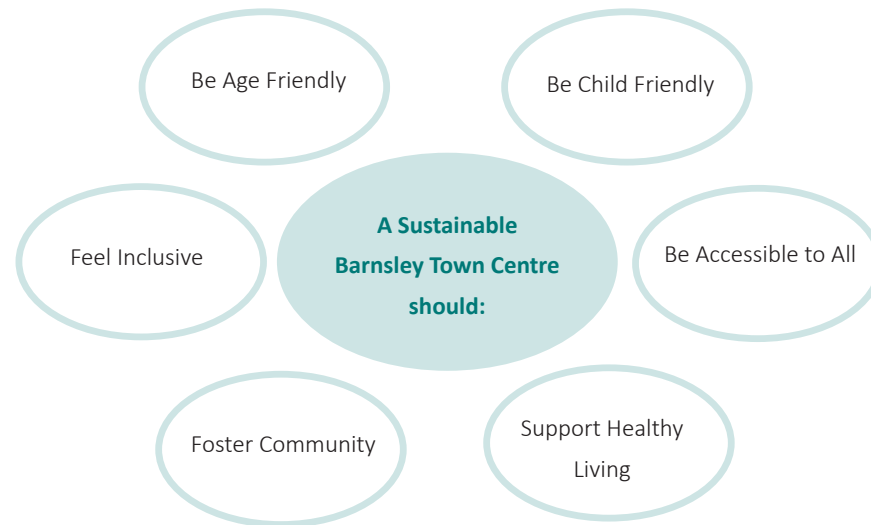 Be Age Friendly
Be Child Friendly
A Sustainable
Barnsley Town Centre
should:
Feel Inclusive
Be Accessible to All
Foster Community
Support Healthy
Living